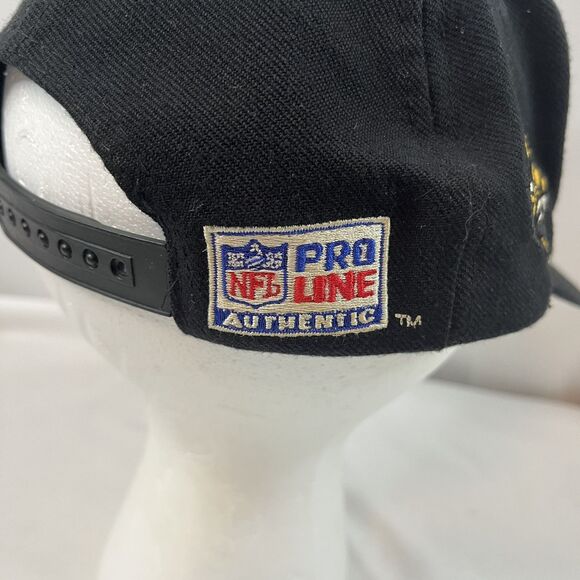 NFL PRO
LINE
AUTHENTIC
TM